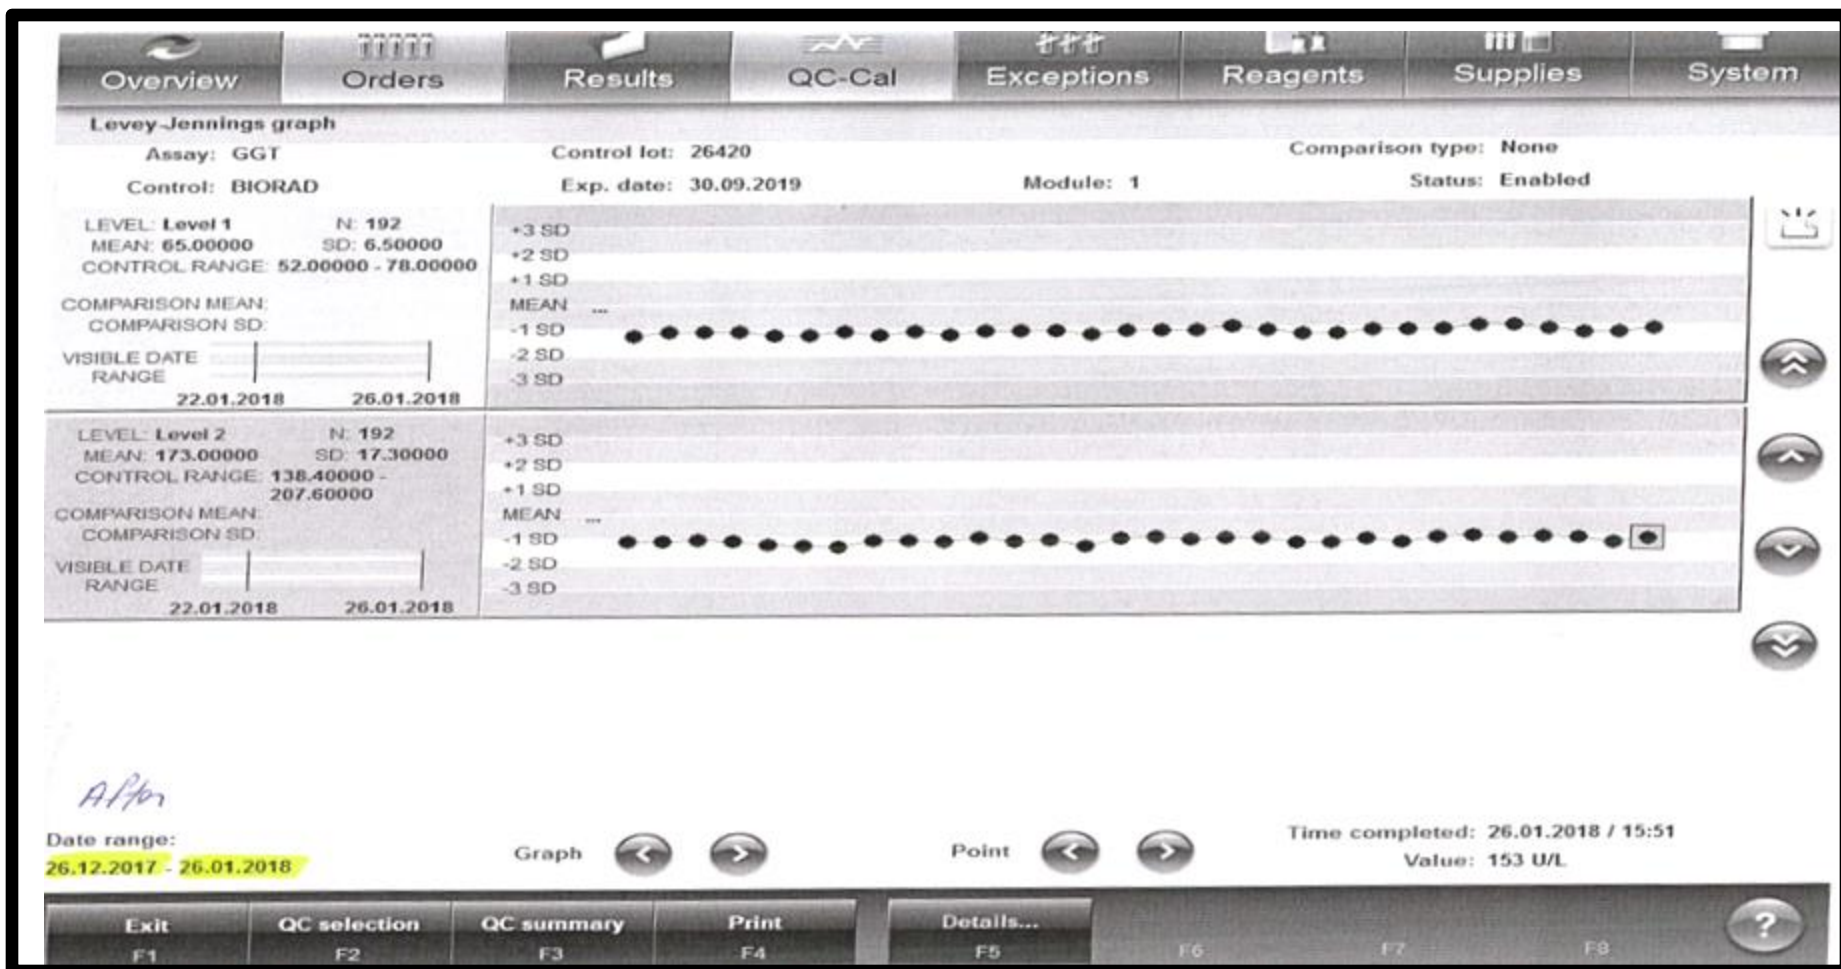 Overview Orders Results QC-Cal Exceptions Reagents Supplies System
Levey-Jennings graph
Assay: GGT Control lot: 26420 Comparison type: None
Control: BIORAD Exp. date: 30.09.2019 Module: 1 Status: Enabled
LEVEL: Level 1 N: 192
MEAN: 65.00000 SD: 6.50000
CONTROL RANGE: 52.00000 - 78.00000
COMPARISON MEAN:
COMPARISON SD:
VISIBLE DATE
RANGE
22.01.2018 26.01.2018
+3 SD
+2 SD
+1 SD
MEAN ...
-1 SD
-2 SD
-3 SD
LEVEL: Level 2 N: 192
MEAN: 173.00000 SD: 17.30000
CONTROL RANGE: 138.40000 -
207.60000
COMPARISON MEAN:
COMPARISON SD:
VISIBLE DATE
RANGE
22.01.2018 26.01.2018
+3 SD
+2 SD
+1 SD
MEAN ...
-1 SD
-2 SD
-3 SD
Date range:
26.12.2017 - 26.01.2018
Graph Point
Time completed: 26.01.2018 / 15:51
Value: 153 U/L
Exit QC selection QC summary Print Details...
F1 F2 F3 F4 F5 F6 F7 F8
?